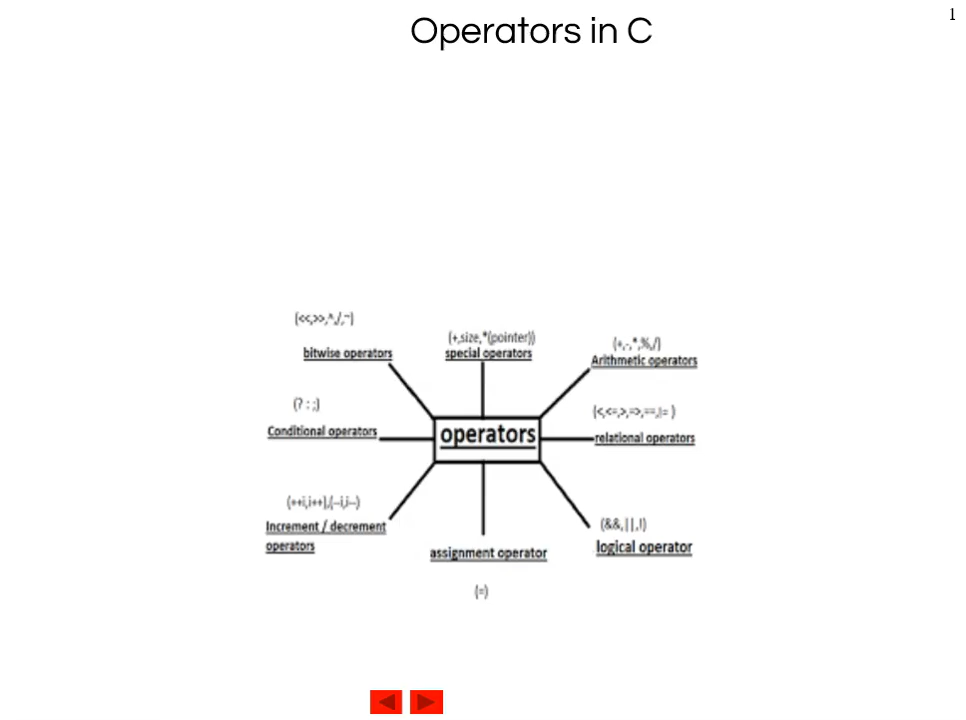 Operators in C
1
(<<,>>,^,/,~)
bitwise operators
(+,size,*(pointer))
special operators
(+,-,*,%,/)
Arithmetic operators
(? : ;)
Conditional operators
operators
(<,<=,>,=>,==,!= )
relational operators
(++i,i++),(--i,i--)
Increment / decrement
operators
assignment operator
(=)
(&&,||,!)
logical operator